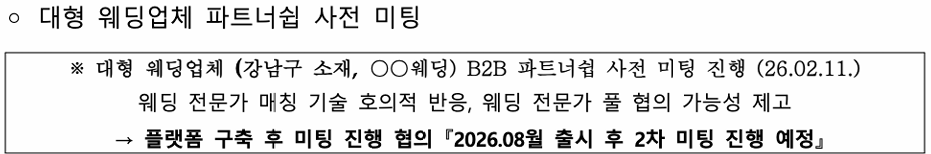 ○ 대형 웨딩업체 파트너쉽 사전 미팅
※ 대형 웨딩업체 (강남구 소재, ○○웨딩) B2B 파트너쉽 사전 미팅 진행 (26.02.11.)
웨딩 전문가 매칭 기술 호의적 반응, 웨딩 전문가 풀 협의 가능성 제고
→ 플랫폼 구축 후 미팅 진행 협의 『2026.08월 출시 후 2차 미팅 진행 예정』